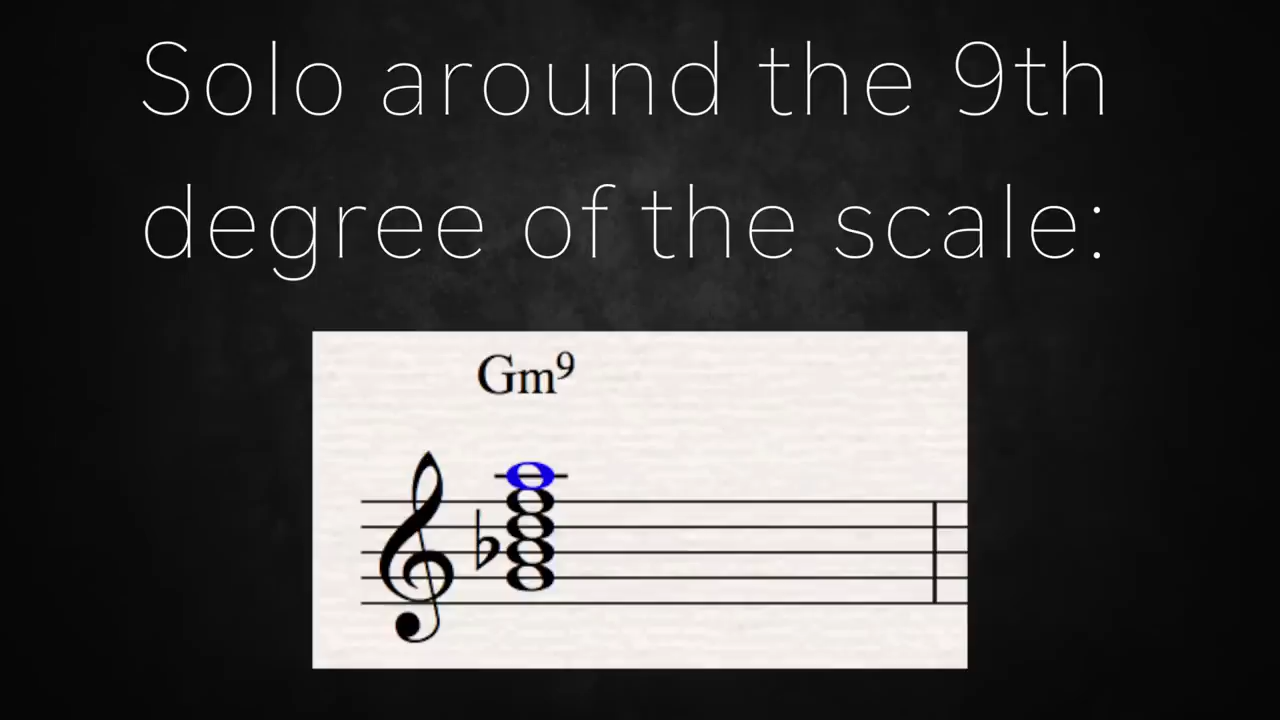 Solo around the 9th
degree of the scale:
Gm⁹